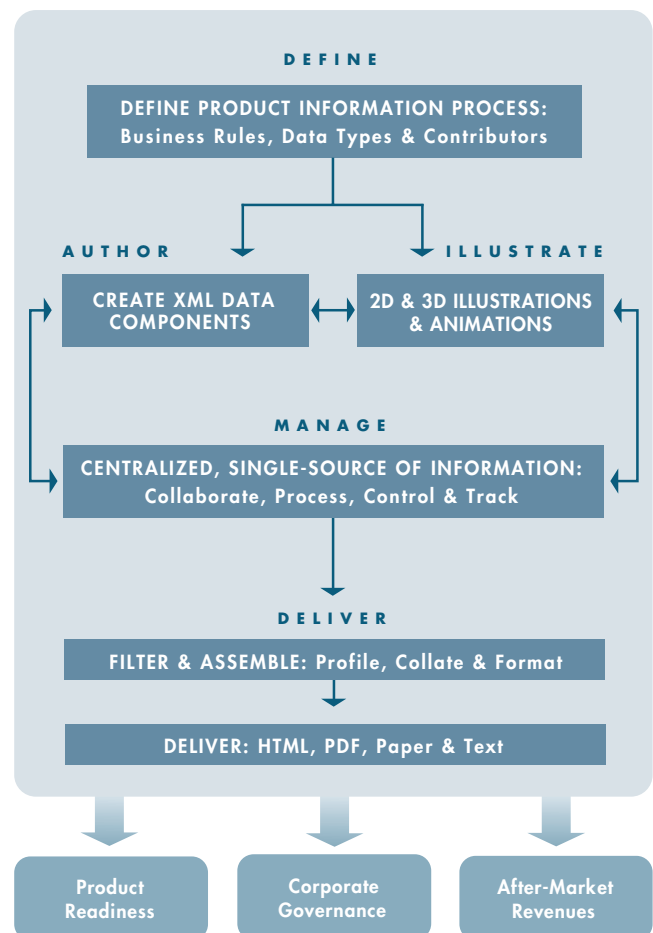 DEFINE
DEFINE PRODUCT INFORMATION PROCESS:
Business Rules, Data Types & Contributors
AUTHOR
ILLUSTRATE
CREATE XML DATA
COMPONENTS
2D & 3D ILLUSTRATIONS
& ANIMATIONS
MANAGE
CENTRALIZED, SINGLE-SOURCE OF INFORMATION:
Collaborate, Process, Control & Track
DELIVER
FILTER & ASSEMBLE: Profile, Collate & Format
DELIVER: HTML, PDF, Paper & Text
Product
Readiness
Corporate
Governance
After-Market
Revenues